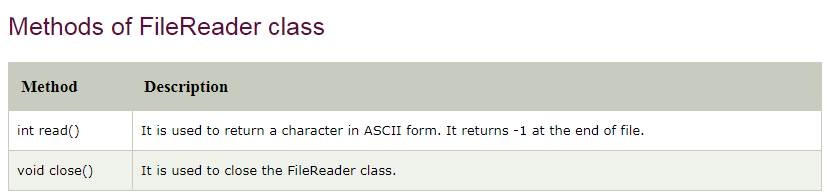 Methods of FileReader class
Method Description
int read() It is used to return a character in ASCII form. It returns -1 at the end of file.
void close() It is used to close the FileReader class.